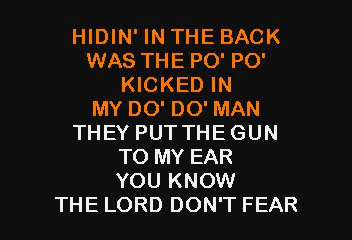 HIDIN' IN THE BACK
WAS THE PO' PO'
KICKED IN
MY DO' DO' MAN
THEY PUT THE GUN
TO MY EAR
YOU KNOW
THE LORD DON'T FEAR